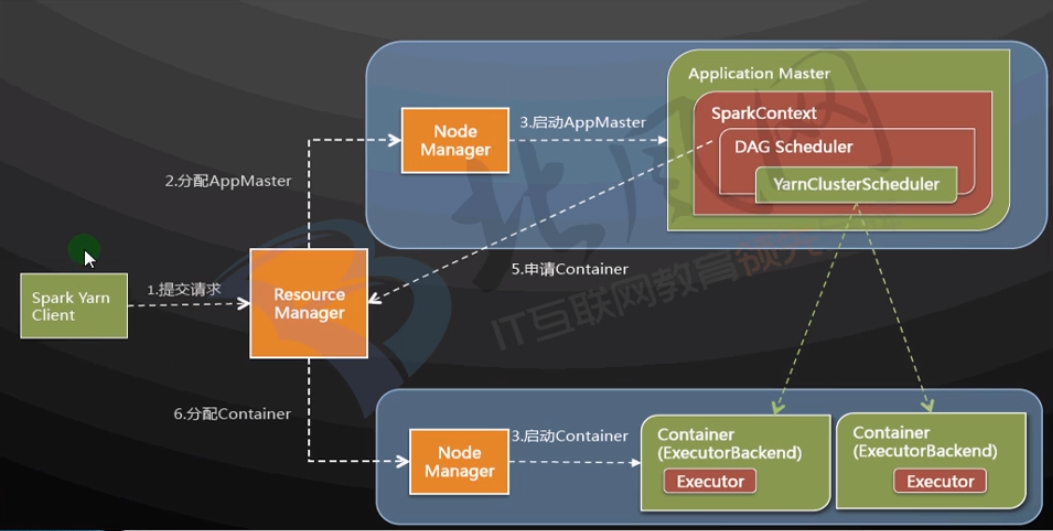 Application Master
SparkContext
DAG Scheduler
YarnClusterScheduler
Node
Manager
3.启动AppMaster
2.分配AppMaster
Spark Yarn
Client
1.提交请求
Resource
Manager
5.申请Container
北风网
IT互联网教育领先
6.分配Container
Node
Manager
3.启动Container
Container
(ExecutorBackend)
Executor
Container
(ExecutorBackend)
Executor